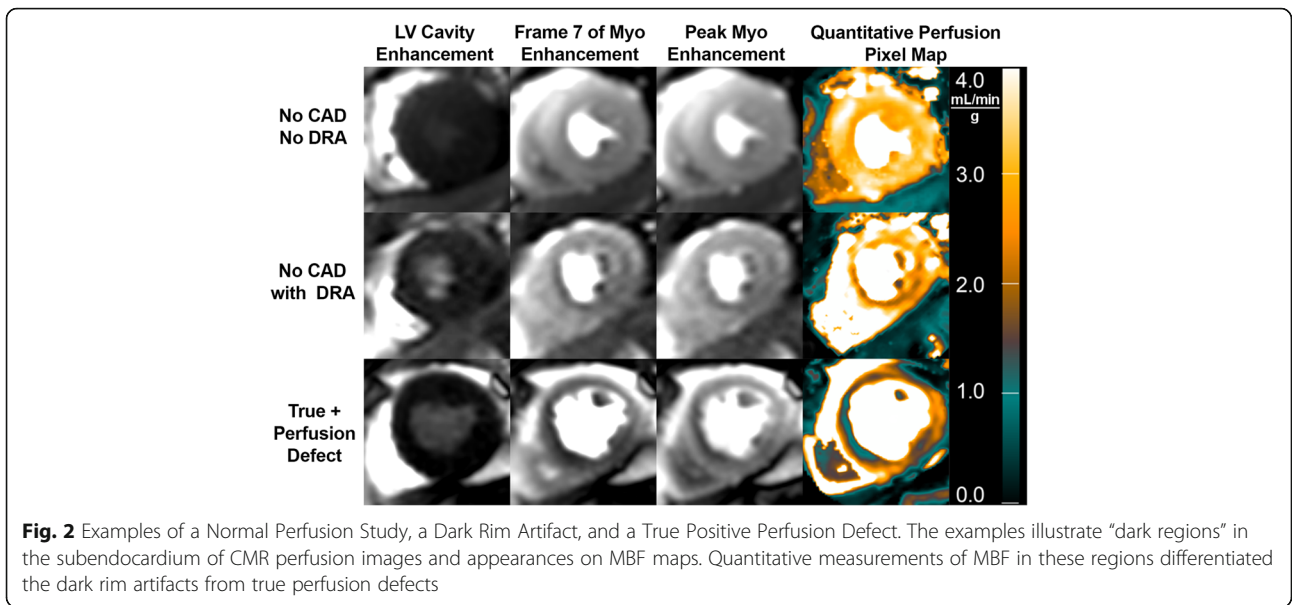 LV Cavity Enhancement
Frame 7 of Myo Enhancement
Peak Myo Enhancement
Quantitative Perfusion Pixel Map
No CAD
No DRA
No CAD
with DRA
True +
Perfusion
Defect
4.0
mL/min
g
3.0
2.0
1.0
0.0
Fig. 2 Examples of a Normal Perfusion Study, a Dark Rim Artifact, and a True Positive Perfusion Defect. The examples illustrate “dark regions” in
the subendocardium of CMR perfusion images and appearances on MBF maps. Quantitative measurements of MBF in these regions differentiated
the dark rim artifacts from true perfusion defects